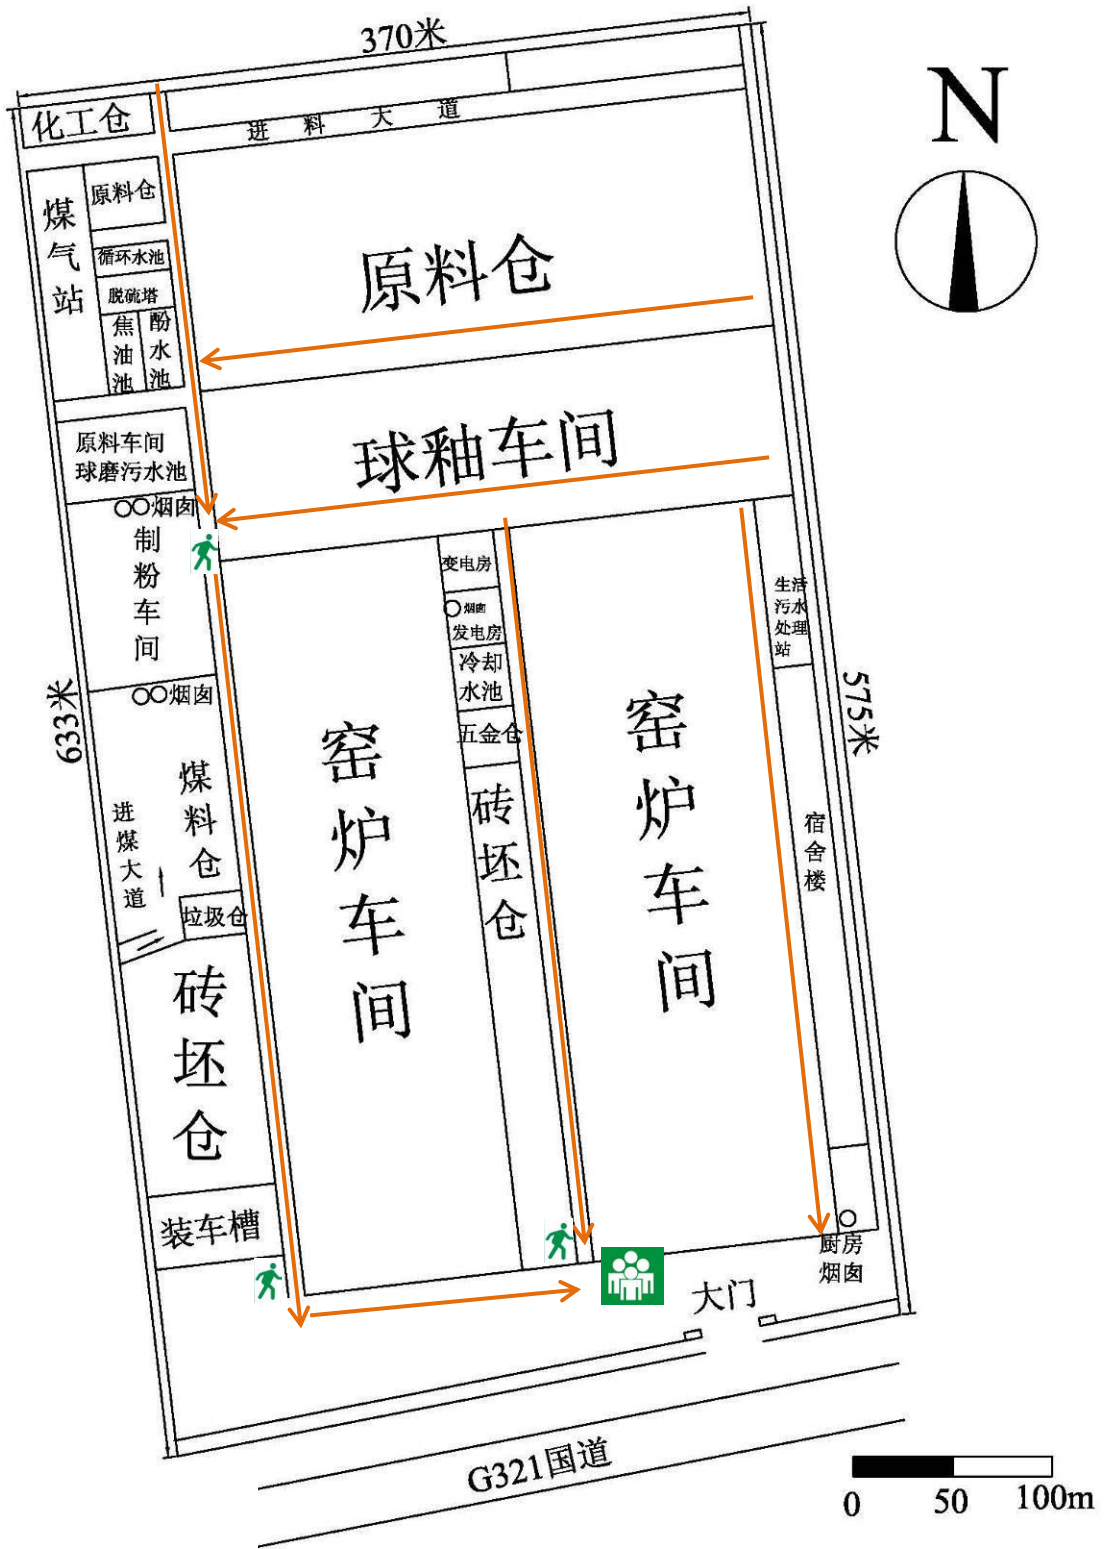 370米
N
化工仓
进料大道
煤气站
原料仓
循环水池
脱硫塔
焦油池
酚水池
原料仓
原料车间
球磨污水池
球釉车间
烟囱
制粉车间
变电房
烟囱
发电房
冷却
水池
五金仓
砖坯仓
生活
污水
处理
站
烟囱
633米
575米
窑炉车间
窑炉车间
煤料仓
进煤大道
宿舍楼
垃圾仓
砖坯仓
装车槽
厨房
烟囱
大门
G321国道
0 50 100m